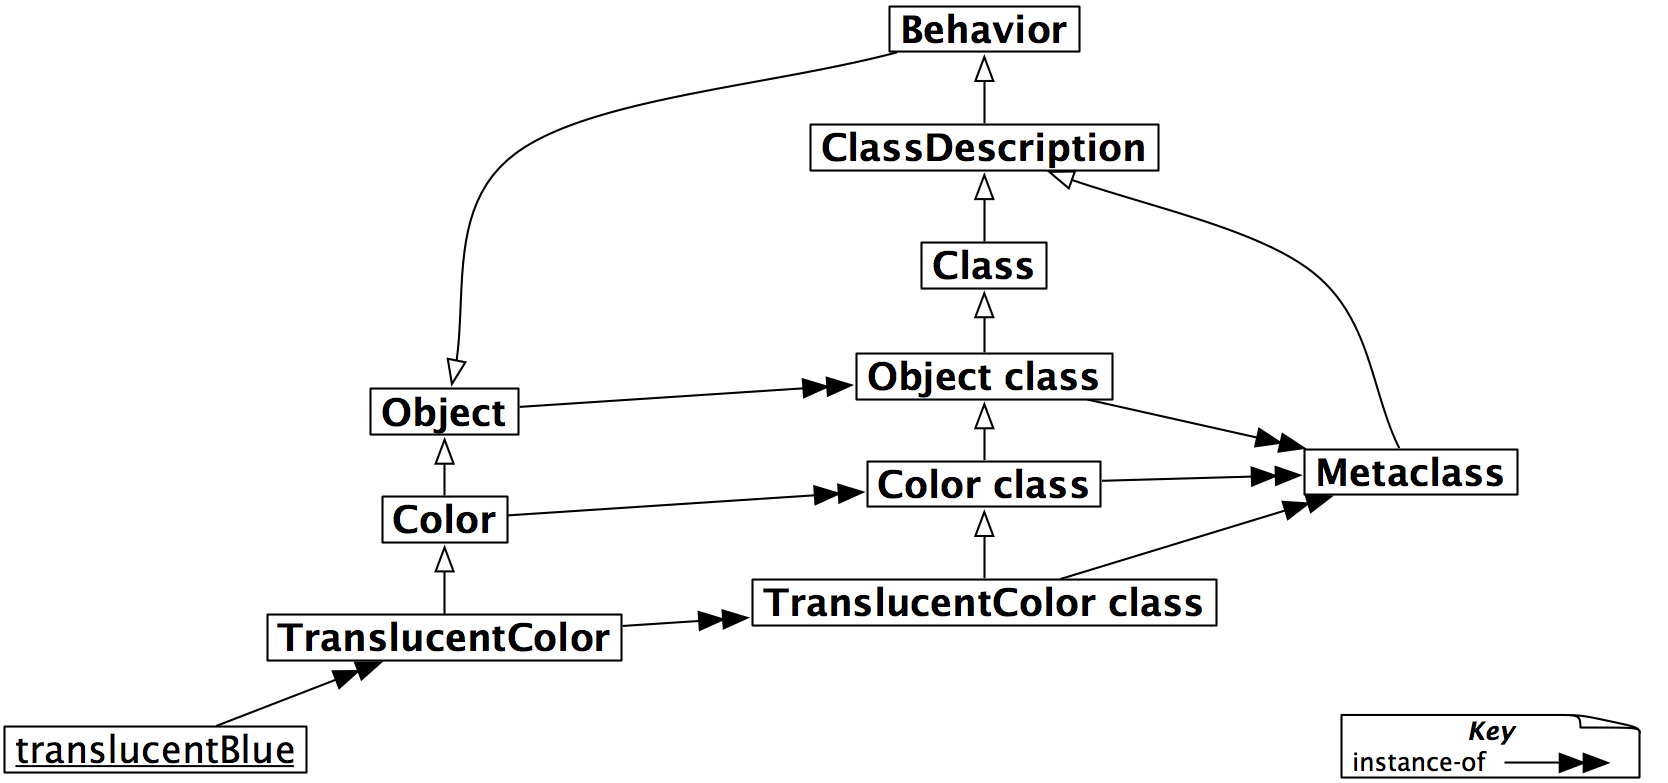 Behavior
ClassDescription
Class
Object class
Object
Metaclass
Color class
Color
TranslucentColor class
TranslucentColor
translucentBlue
Key
instance-of